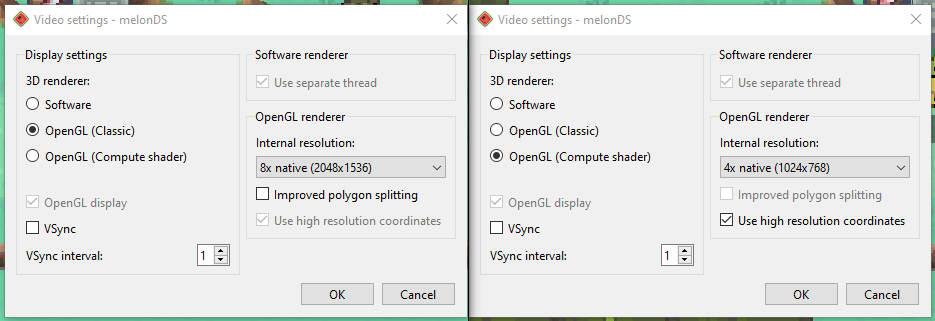 Video settings - melonDS
Display settings
3D renderer:
Software
OpenGL (Classic)
OpenGL (Compute shader)
OpenGL display
VSync
VSync interval:
1
Software renderer
Use separate thread
OpenGL renderer
Internal resolution:
8x native (2048x1536)
Improved polygon splitting
Use high resolution coordinates
OK
Cancel
Video settings - melonDS
Display settings
3D renderer:
Software
OpenGL (Classic)
OpenGL (Compute shader)
OpenGL display
VSync
VSync interval:
1
Software renderer
Use separate thread
OpenGL renderer
Internal resolution:
4x native (1024x768)
Improved polygon splitting
Use high resolution coordinates
OK
Cancel